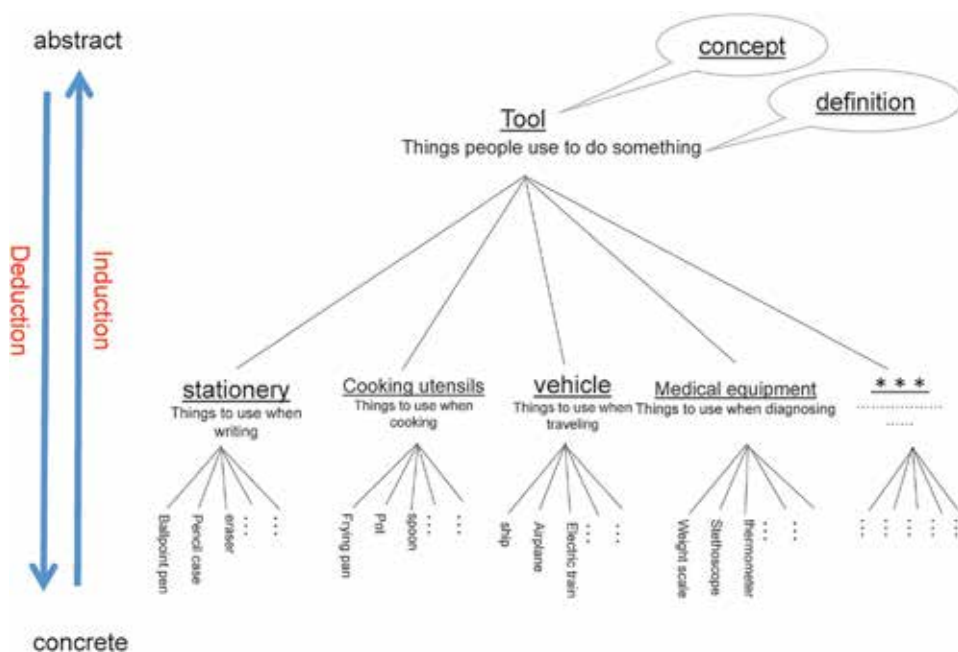 abstract
concept
definition
Tool
Things people use to do something
Deduction
Induction
stationery
Things to use when
writing
Cooking utensils
Things to use when
cooking
vehicle
Things to use when
traveling
Medical equipment
Things to use when diagnosing
* * *
......................
......
Ballpoint pen
Pencil case
eraser
...
...
Frying pan
Pot
spoon
...
...
ship
Airplane
Electric train
...
...
Weight scale
Stethoscope
thermometer
...
...
...
...
...
...
...
concrete